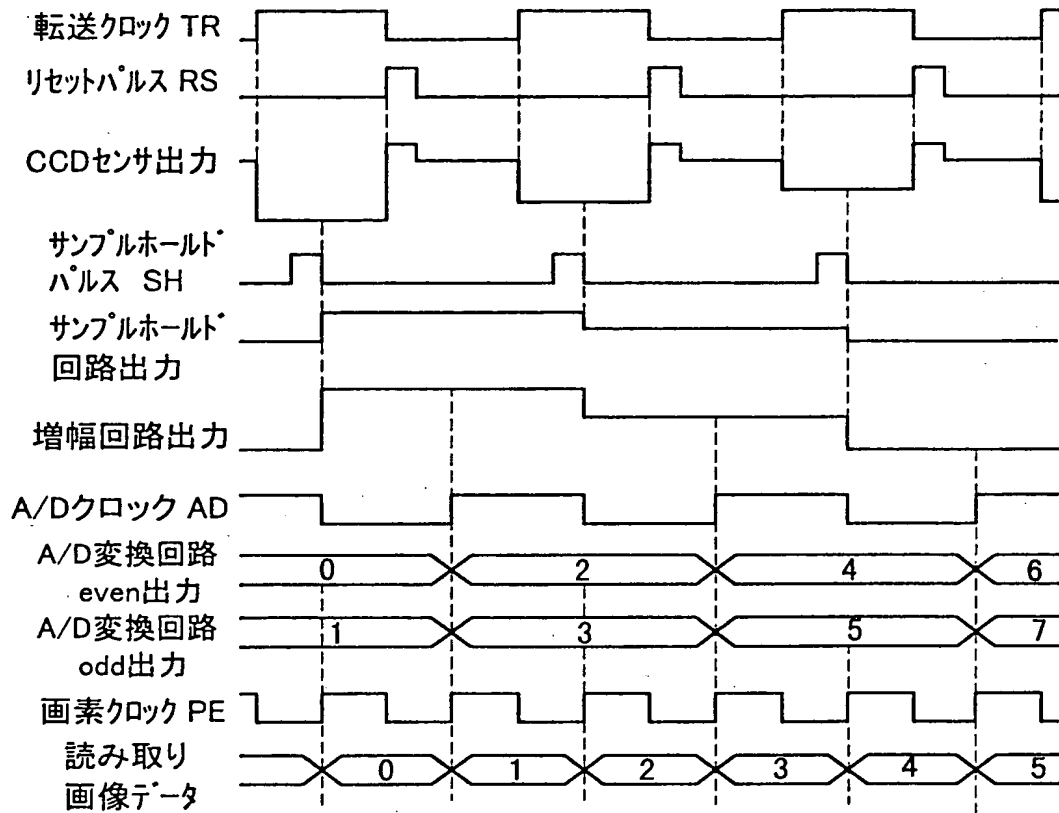 転送クロック TR
リセットパルス RS
CCDセンサ出力
サンプルホールド
パルス SH
サンプルホールド
回路出力
増幅回路出力
A/Dクロック AD
A/D変換回路
even出力
0 2 4 6
A/D変換回路
odd出力
1 3 5 7
画素クロック PE
読み取り
画像データ
0 1 2 3 4 5